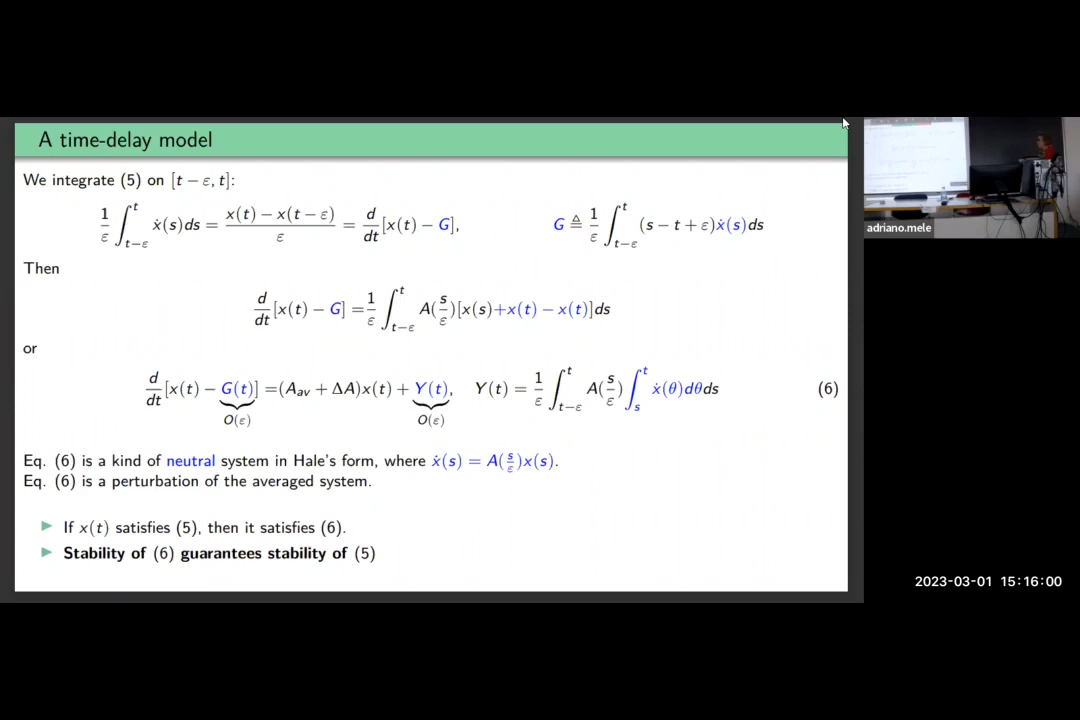 A time-delay model
We integrate (5) on [t − ε, t]:
1/ε ∫_{t−ε}^{t} ẋ(s)ds = (x(t) − x(t − ε))/ε = d/dt [x(t) − G], G ≜ 1/ε ∫_{t−ε}^{t} (s − t + ε)ẋ(s)ds
Then
d/dt [x(t) − G] = 1/ε ∫_{t−ε}^{t} A(s/ε)[x(s)+x(t) − x(t)]ds
or
d/dt [x(t) − G(t)] = (A_{av} + ΔA)x(t) + Y(t), Y(t) = 1/ε ∫_{t−ε}^{t} A(s/ε) ∫_{s}^{t} ẋ(θ)dθds (6)
O(ε) O(ε)
Eq. (6) is a kind of neutral system in Hale's form, where ẋ(s) = A(s/ε)x(s).
Eq. (6) is a perturbation of the averaged system.
► If x(t) satisfies (5), then it satisfies (6).
► Stability of (6) guarantees stability of (5)
adriano.mele
2023-03-01 15:16:00